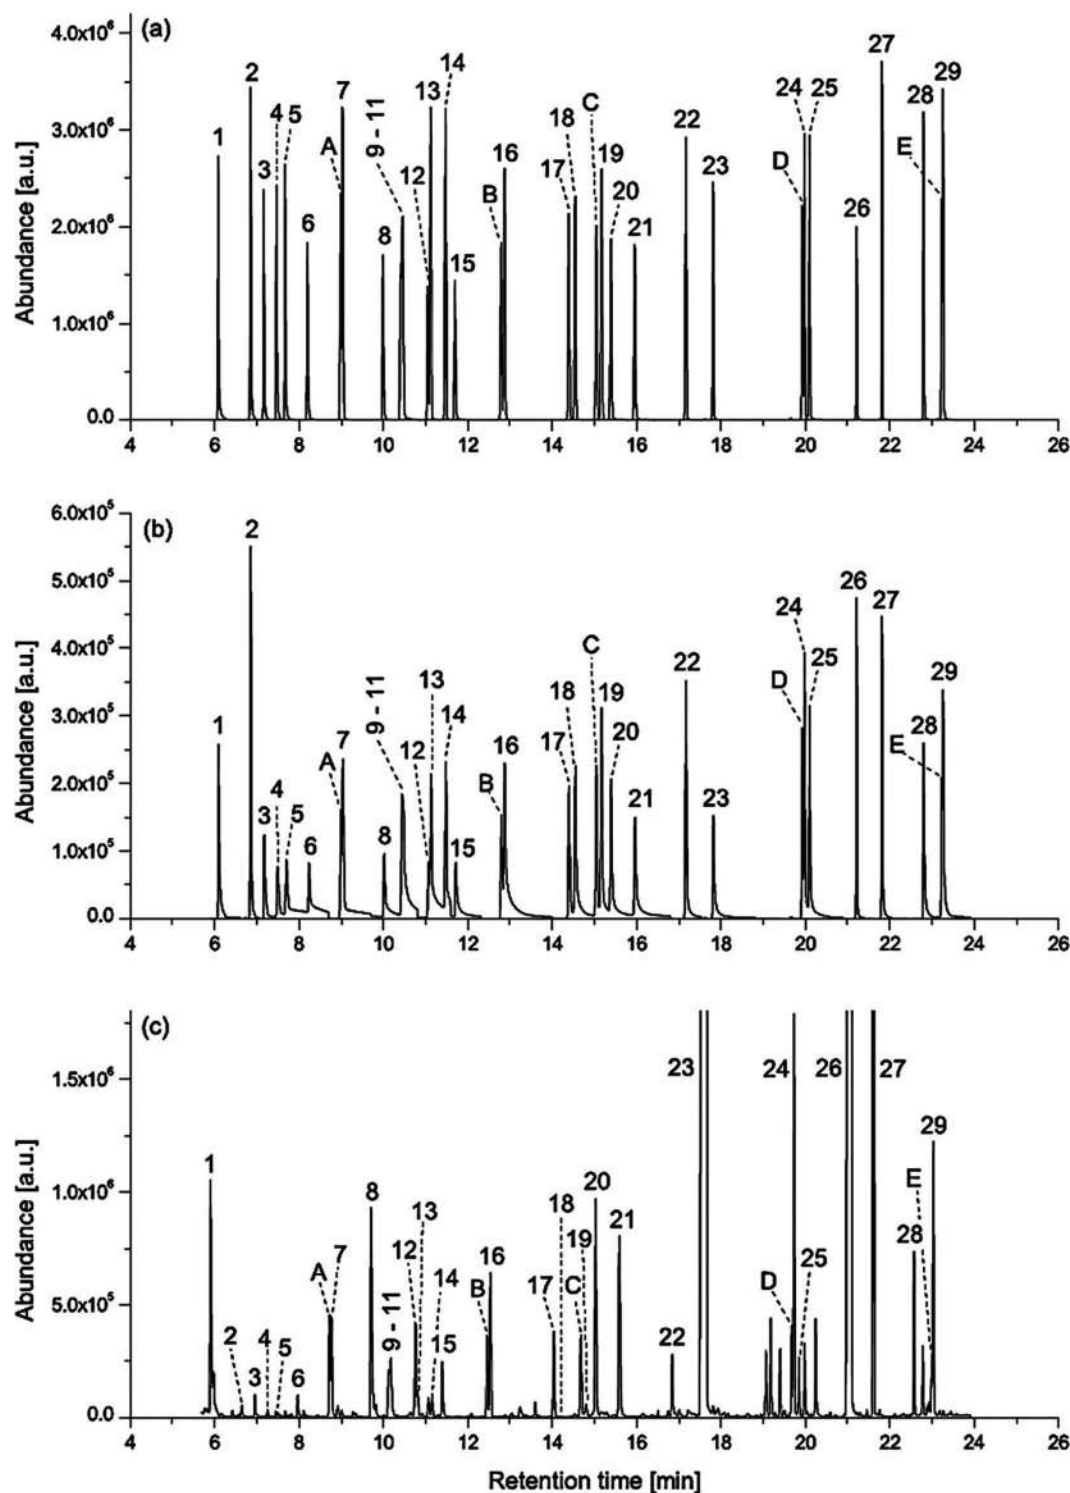 (a)
Abundance [a.u.]
4.0x10⁶
3.0x10⁶
2.0x10⁶
1.0x10⁶
0.0
1 2 3 4 5 6 A 7 8 9 - 11 12 13 14 15 B 16 17 18 C 19 20 21 22 23 D 24 25 26 27 28 E 29
4 6 8 10 12 14 16 18 20 22 24 26
(b)
Abundance [a.u.]
6.0x10⁵
5.0x10⁵
4.0x10⁵
3.0x10⁵
2.0x10⁵
1.0x10⁵
0.0
1 2 3 4 5 6 A 7 8 9 - 11 12 13 14 15 B 16 17 18 C 19 20 21 22 23 D 24 25 26 27 28 E 29
4 6 8 10 12 14 16 18 20 22 24 26
(c)
Abundance [a.u.]
1.5x10⁶
1.0x10⁶
5.0x10⁵
0.0
1 2 3 4 5 6 A 7 8 9 - 11 12 13 14 15 B 16 17 18 C 19 20 21 22 23 D 24 25 26 27 28 E 29
4 6 8 10 12 14 16 18 20 22 24 26
Retention time [min]